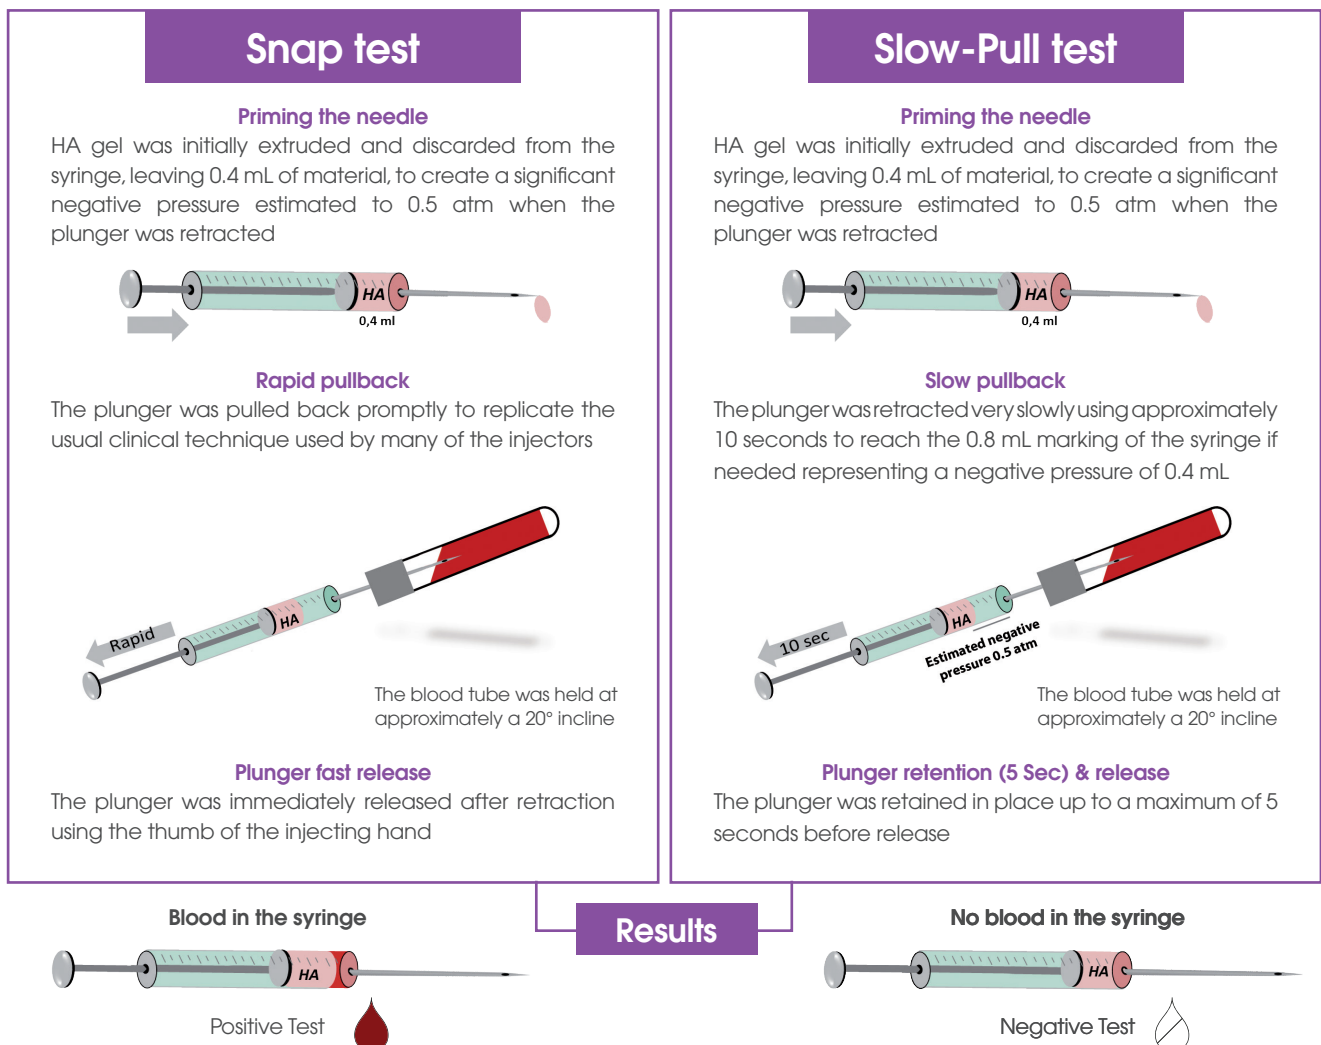 Snap test
Priming the needle
HA gel was initially extruded and discarded from the
syringe, leaving 0.4 mL of material, to create a significant
negative pressure estimated to 0.5 atm when the
plunger was retracted
HA
0,4 ml
Rapid pullback
The plunger was pulled back promptly to replicate the
usual clinical technique used by many of the injectors
Rapid
HA
The blood tube was held at
approximately a 20° incline
Plunger fast release
The plunger was immediately released after retraction
using the thumb of the injecting hand
Slow-Pull test
Priming the needle
HA gel was initially extruded and discarded from the
syringe, leaving 0.4 mL of material, to create a significant
negative pressure estimated to 0.5 atm when the
plunger was retracted
HA
0,4 ml
Slow pullback
The plunger was retracted very slowly using approximately
10 seconds to reach the 0.8 mL marking of the syringe if
needed representing a negative pressure of 0.4 mL
10 sec
HA
Estimated negative
pressure 0.5 atm
The blood tube was held at
approximately a 20° incline
Plunger retention (5 Sec) & release
The plunger was retained in place up to a maximum of 5
seconds before release
Results
Blood in the syringe
HA
Positive Test
No blood in the syringe
HA
Negative Test